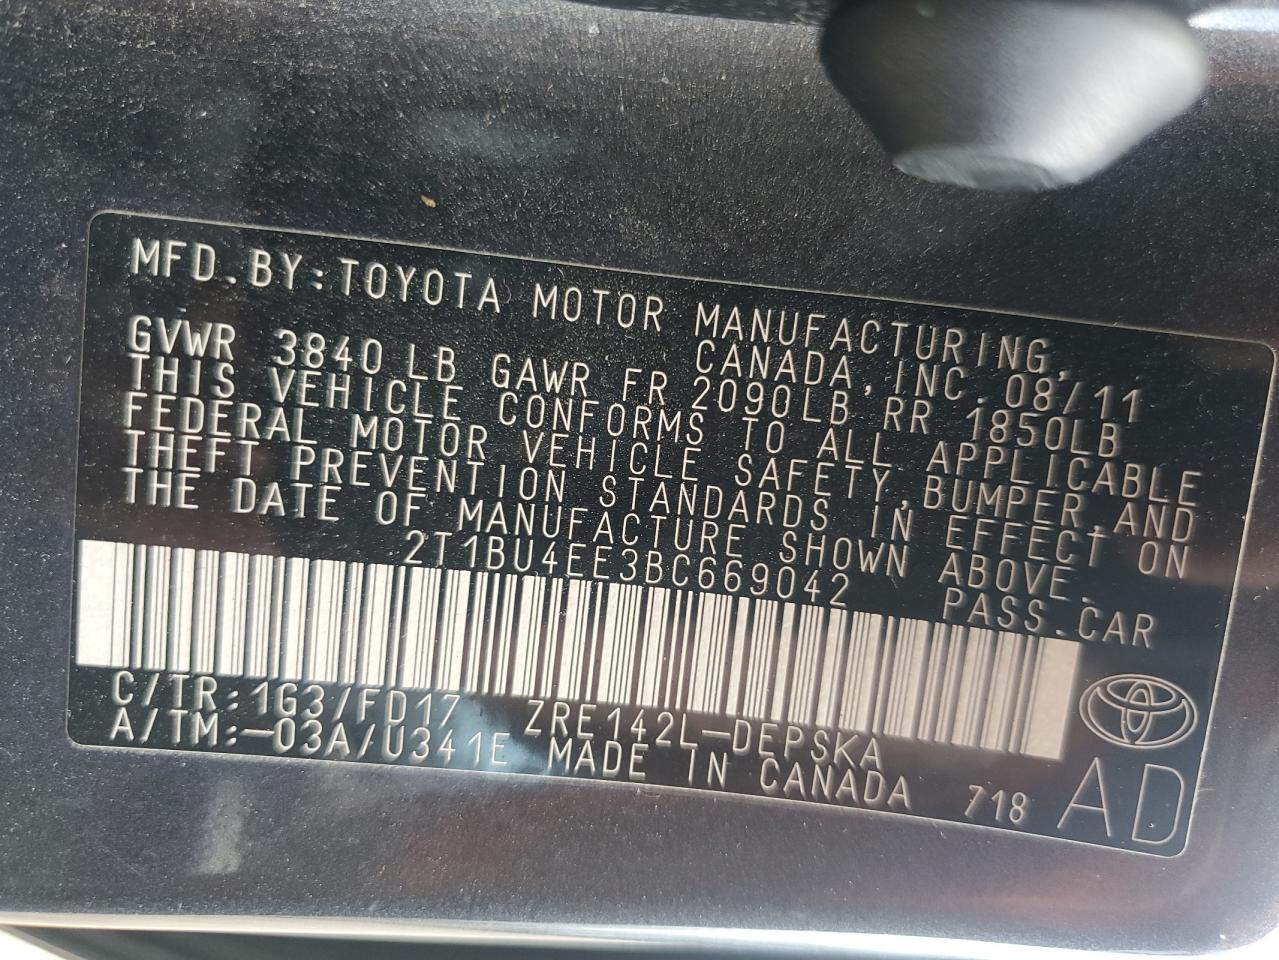 MFD.BY:TOYOTA MOTOR MANUFACTURING,
CANADA,INC. 08/11
GVWR 3840LB GAWR FR 2090LB RR 1850LB
THIS VEHICLE CONFORMS TO ALL APPLICABLE
FEDERAL MOTOR VEHICLE SAFETY,BUMPER,AND
THEFT PREVENTION STANDARDS IN EFFECT ON
THE DATE OF MANUFACTURE SHOWN ABOVE.
2T1BU4EE3BC669042 PASS.CAR
C/TR:1G3/FD17 ZRE142L-DEPSKA
A/TM:-03A/U341E MADE IN CANADA 718 AD